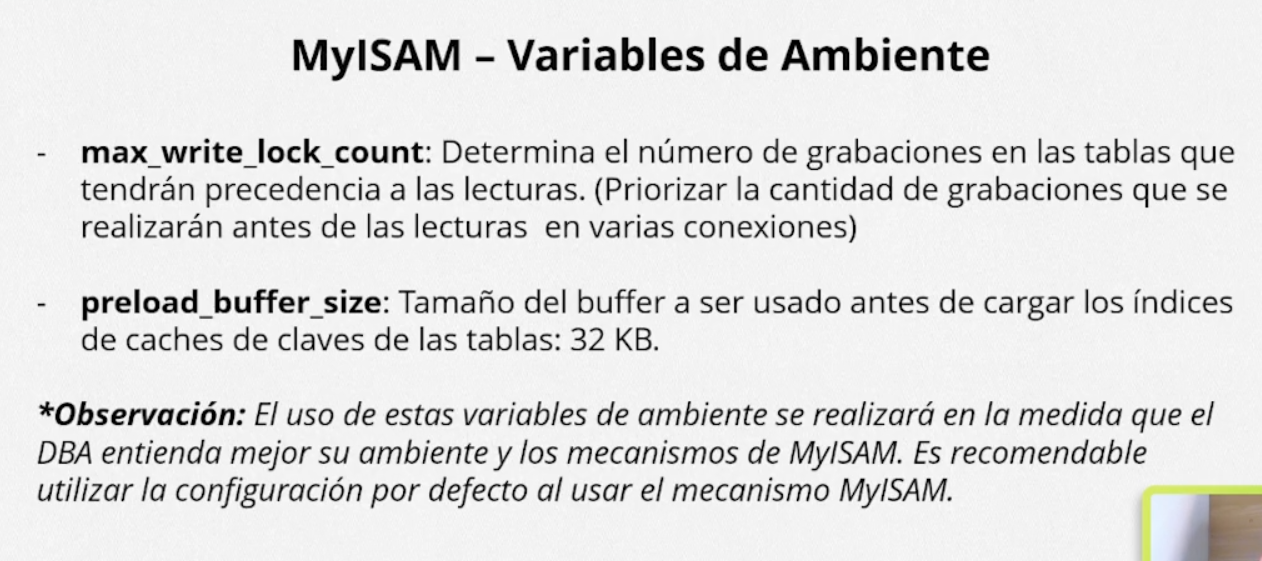 MyISAM – Variables de Ambiente
- max_write_lock_count: Determina el número de grabaciones en las tablas que
tendrán precedencia a las lecturas. (Priorizar la cantidad de grabaciones que se
realizarán antes de las lecturas en varias conexiones)
- preload_buffer_size: Tamaño del buffer a ser usado antes de cargar los índices
de caches de claves de las tablas: 32 KB.
*Observación: El uso de estas variables de ambiente se realizará en la medida que el
DBA entienda mejor su ambiente y los mecanismos de MyISAM. Es recomendable
utilizar la configuración por defecto al usar el mecanismo MyISAM.